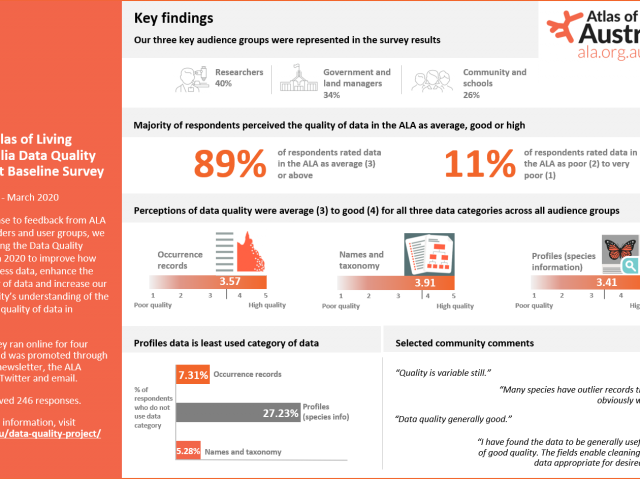 Key findings
Our three key audience groups were represented in the survey results
Atlas of
Austr
ala.org.au
Researchers
40%
Government and
land managers
34%
Community and
schools
26%
Majority of respondents perceived the quality of data in the ALA as average, good or high
89%
of respondents rated data
in the ALA as average (3)
or above
11%
of respondents rated data in
the ALA as poor (2) to very
poor (1)
Perceptions of data quality were average (3) to good (4) for all three data categories across all audience groups
Occurrence
records
3.57
1 2 3 4 5
Poor quality High quality
Names and
taxonomy
3.91
1 2 3 4 5
Poor quality High quality
Profiles (species
information)
3.41
1 2 3 4
Poor quality Hig
Profiles data is least used category of data
% of
respondents
who do not
use data
category
7.31% Occurrence records
27.23% Profiles
(species info)
5.28% Names and taxonomy
Selected community comments
“Quality is variable still.”
“Many species have outlier records t
obviously w
“Data quality generally good.”
“I have found the data to be generally usef
of good quality. The fields enable cleaning
data appropriate for desire
las of Living
lia Data Quality
t Baseline Survey
- March 2020
se to feedback from ALA
ders and user groups, we
ng the Data Quality
2020 to improve how
ess data, enhance the
of data and increase our
ity's understanding of the
quality of data in
ey ran online for four
d was promoted through
newsletter, the ALA
Twitter and email.
ved 246 responses.
information, visit
u/data-quality-project/